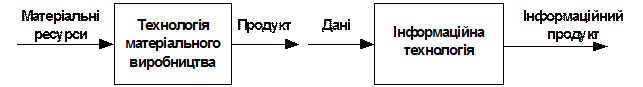 Матеріальні
ресурси
Технологія
матеріального
виробництва
Продукт
Дані
Інформаційна
технологія
Інформаційний
продукт